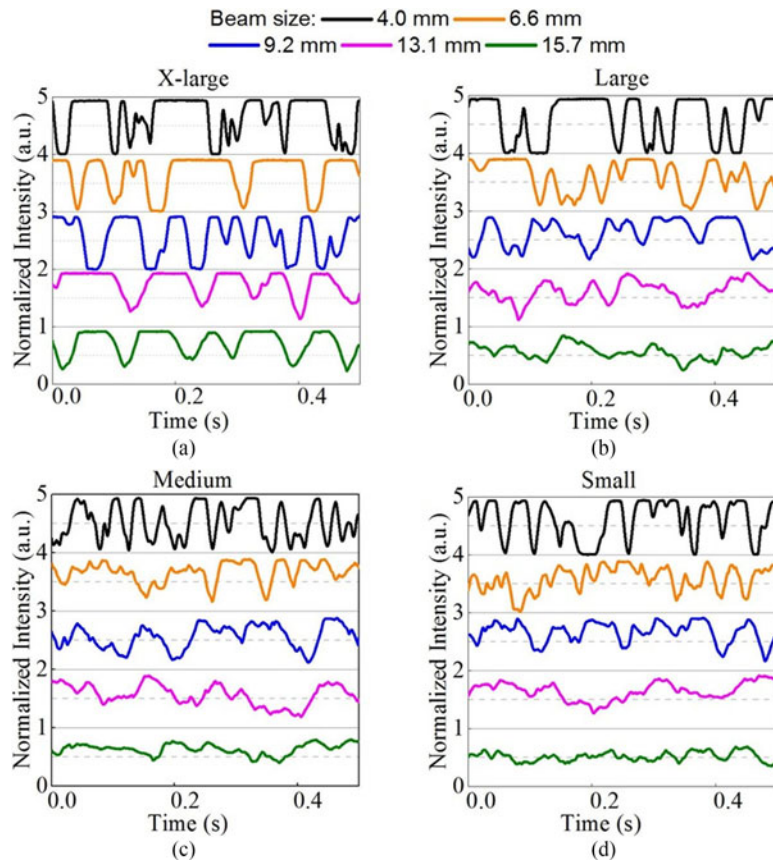 Beam size: 4.0 mm 6.6 mm
9.2 mm 13.1 mm 15.7 mm
X-large
Normalized Intensity (a.u.)
5
4
3
2
1
0
0.0 0.2 0.4
Time (s)
(a)
Large
Normalized Intensity (a.u.)
5
4
3
2
1
0
0.0 0.2 0.4
Time (s)
(b)
Medium
Normalized Intensity (a.u.)
5
4
3
2
1
0
0.0 0.2 0.4
Time (s)
(c)
Small
Normalized Intensity (a.u.)
5
4
3
2
1
0
0.0 0.2 0.4
Time (s)
(d)